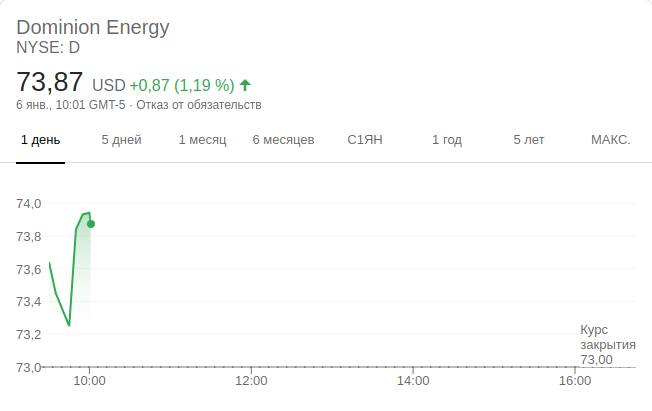 Dominion Energy
NYSE: D
73,87 USD +0,87 (1,19 %)
6 янв., 10:01 GMT-5 · Отказ от обязательств
1 день 5 дней 1 месяц 6 месяцев С1ЯН 1 год 5 лет МАКС.
74,0
73,8
73,6
73,4
73,2
73,0
Курс
закрытия
73,00
10:00 12:00 14:00 16:00